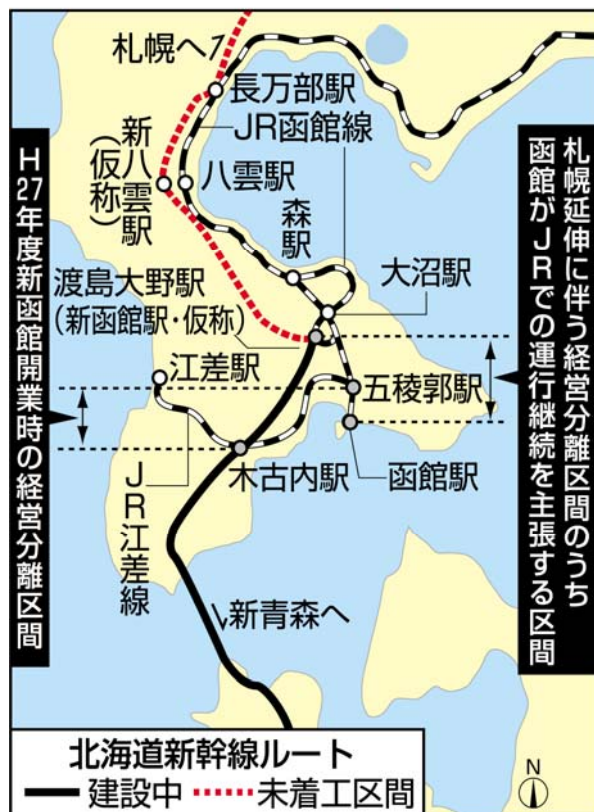 札幌へ
長万部駅
JR函館線
新八雲駅
(仮称)
八雲駅
森駅
大沼駅
渡島大野駅
(新函館駅・仮称)
江差駅
五稜郭駅
木古内駅
函館駅
JR江差線
新青森へ
H27年度新函館開業時の経営分離区間
札幌延伸に伴う経営分離区間のうち
函館がJRでの運行継続を主張する区間
北海道新幹線ルート
建設中
未着工区間
N